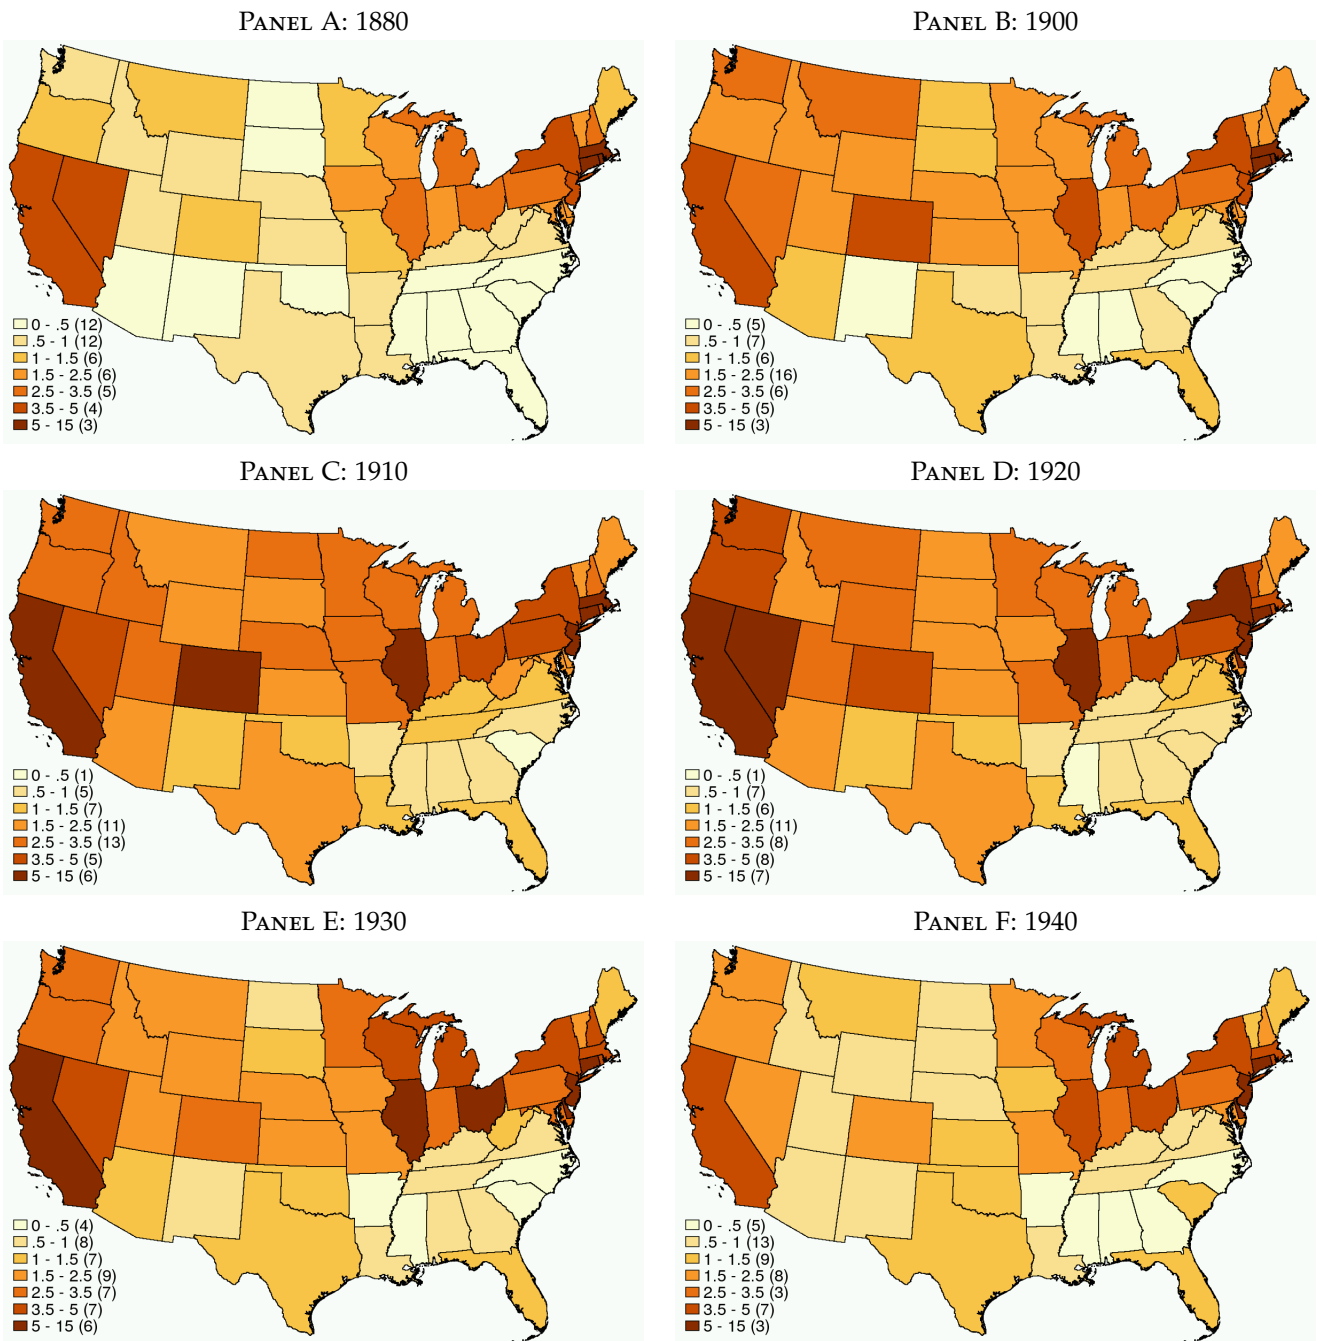 PANEL A: 1880
0 - .5 (12)
.5 - 1 (12)
1 - 1.5 (6)
1.5 - 2.5 (6)
2.5 - 3.5 (5)
3.5 - 5 (4)
5 - 15 (3)
PANEL B: 1900
0 - .5 (5)
.5 - 1 (7)
1 - 1.5 (6)
1.5 - 2.5 (16)
2.5 - 3.5 (6)
3.5 - 5 (5)
5 - 15 (3)
PANEL C: 1910
0 - .5 (1)
.5 - 1 (5)
1 - 1.5 (7)
1.5 - 2.5 (11)
2.5 - 3.5 (13)
3.5 - 5 (5)
5 - 15 (6)
PANEL D: 1920
0 - .5 (1)
.5 - 1 (7)
1 - 1.5 (6)
1.5 - 2.5 (11)
2.5 - 3.5 (8)
3.5 - 5 (8)
5 - 15 (7)
PANEL E: 1930
0 - .5 (4)
.5 - 1 (8)
1 - 1.5 (7)
1.5 - 2.5 (9)
2.5 - 3.5 (7)
3.5 - 5 (7)
5 - 15 (6)
PANEL F: 1940
0 - .5 (5)
.5 - 1 (13)
1 - 1.5 (9)
1.5 - 2.5 (8)
2.5 - 3.5 (3)
3.5 - 5 (7)
5 - 15 (3)